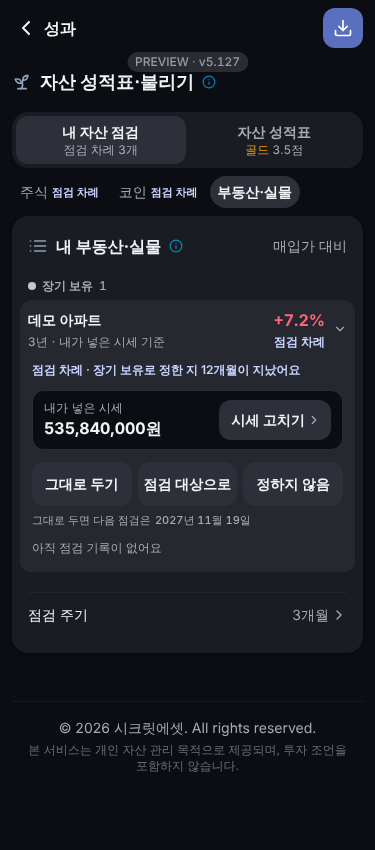 성과
PREVIEW · v5.127
자산 성적표·불리기
내 자산 점검
점검 차례 3개
자산 성적표
골드 3.5점
주식 점검 차례
코인 점검 차례
부동산·실물
내 부동산·실물
매입가 대비
장기 보유 1
데모 아파트
+7.2%
3년 · 내가 넣은 시세 기준
점검 차례
점검 차례 · 장기 보유로 정한 지 12개월이 지났어요
내가 넣은 시세
535,840,000원
시세 고치기
그대로 두기
점검 대상으로
정하지 않음
그대로 두면 다음 점검은 2027년 11월 19일
아직 점검 기록이 없어요
점검 주기
3개월
© 2026 시크릿에셋. All rights reserved.
본 서비스는 개인 자산 관리 목적으로 제공되며, 투자 조언을
포함하지 않습니다.